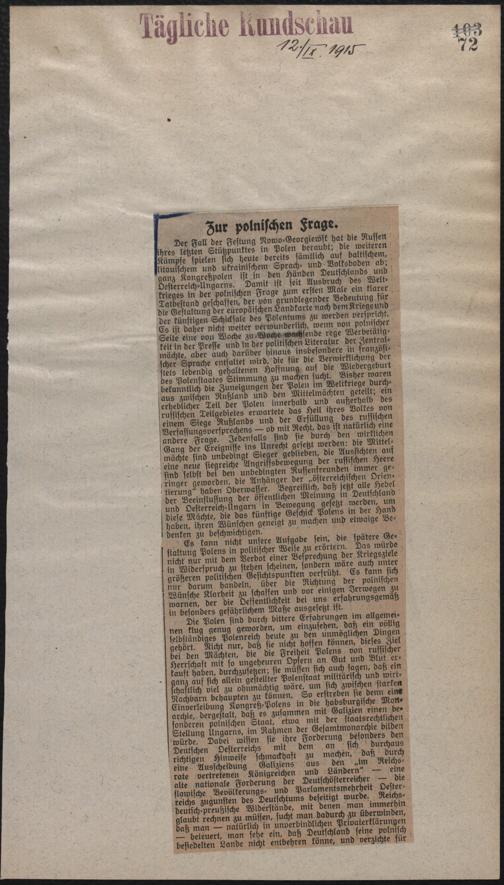 Tägliche Rundschau
12./IX. 1915
103
72
Zur polnischen Frage.
Der Fall der Festung Nowo-Georgiewsk hat die Russen
ihres letzten Stützpunktes in Polen beraubt; die weiteren
Kämpfe spielen sich heute bereits sämtlich auf baltischem,
litauischem und ukrainischem Sprach- und Volksboden ab;
ganz Kongreßpolen ist in den Händen Deutschlands und
Oesterreich-Ungarns. Damit ist seit Ausbruch des Welt-
krieges in der polnischen Frage zum ersten Male ein klarer
Tatbestand geschaffen, der von grundlegender Bedeutung für
die Gestaltung der europäischen Landkarte nach dem Kriege und
der künftigen Schicksale des Polentums zu werden verspricht.
Es ist daher nicht weiter verwunderlich, wenn von polnischer
Seite eine von Woche zu Woche wachsende rege Werbetätig-
keit in der Presse und in der politischen Literatur der Zentral-
mächte, aber auch darüber hinaus insbesondere in französi-
scher Sprache entfaltet wird, die für die Verwirklichung der
stets lebendig gehaltenen Hoffnung auf die Wiedergeburt
des Polenstaates Stimmung zu machen sucht. Bisher waren
bekanntlich die Zuneigungen der Polen im Weltkriege durch-
aus zwischen Rußland und den Mittelmächten geteilt; ein
erheblicher Teil der Polen innerhalb und außerhalb des
russischen Teilgebietes erwartete das Heil ihres Volkes von
einem Siege Rußlands und der Erfüllung des russischen
Verfassungsversprechens — ob mit Recht, das ist natürlich eine
andere Frage. Jedenfalls sind sie durch den wirklichen
Gang der Ereignisse ins Unrecht gesetzt worden: die Mittel-
mächte sind unbedingt Sieger geblieben, die Aussichten auf
eine neue siegreiche Angriffsbewegung der russischen Heere
sind selbst bei den unbedingten Russenfreunden immer ge-
ringer geworden, die Anhänger der „österreichischen Orien-
tierung" haben Oberwasser. Begreiflich, daß jetzt alle Hebel
der Beeinflussung der öffentlichen Meinung in Deutschland
und Oesterreich-Ungarn in Bewegung gesetzt werden, um
diese Mächte, die das künftige Geschick Polens in der Hand
haben, ihren Wünschen geneigt zu machen und etwaige Be-
denken zu beschwichtigen.
Es kann nicht unsere Aufgabe sein, die spätere Ge-
staltung Polens in politischer Weise zu erörtern. Das würde
nicht nur mit dem Verbot einer Besprechung der Kriegsziele
in Widerspruch zu stehen scheinen, sondern wäre auch unter
größeren politischen Gesichtspunkten verfrüht. Es kann sich
nur darum handeln, über die Richtung der polnischen
Wünsche Klarheit zu schaffen und vor einigen Irrwegen zu
warnen, der die Oeffentlichkeit bei uns erfahrungsgemäß
in besonders gefährlichem Maße ausgesetzt ist.
Die Polen sind durch bittere Erfahrungen im allgemei-
nen klug genug geworden, um einzusehen, daß ein völlig
selbständiges Polenreich heute zu den unmöglichen Dingen
gehört. Nicht nur, daß sie nicht hoffen können, dieses Ziel
bei den Mächten, die die Freiheit Polens von russischer
Herrschaft mit so ungeheuren Opfern an Gut und Blut er-
kauft haben, durchzusetzen; sie müssen sich auch sagen, daß ein
ganz auf sich allein gestellter Polenstaat militärisch und wirt-
schaftlich viel zu ohnmächtig wäre, um sich zwischen starken
Nachbarn behaupten zu können. So erstreben sie denn eine
Einverleibung Kongreß-Polens in die habsburgische Mon-
archie, dergestalt, daß es zusammen mit Galizien einen be-
sonderen polnischen Staat, etwa mit der staatsrechtlichen
Stellung Ungarns, im Rahmen der Gesamtmonarchie bilden
würde. Dabei wissen sie ihre Forderung besonders den
Deutschen Oesterreichs mit dem an sich durchaus
richtigen Hinweise schmackhaft zu machen, daß durch
eine Ausscheidung Galiziens aus den „im Reichs-
rate vertretenen Königreichen und Ländern" — eine
alte nationale Forderung der Deutschösterreicher — die
slawische Bevölkerungs- und Parlamentsmehrheit Oester-
reichs zugunsten des Deutschtums beseitigt wurde. Reichs-
deutsch-preußische Widerstände, mit denen man immerhin
glaubt rechnen zu müssen, sucht man dadurch zu überwinden,
daß man — natürlich in unverbindlichen Privaterklärungen
— beteuert, man sehe ein, daß Deutschland seine polnisch
besiedelten Lande nicht entbehren könne, und verzichte für